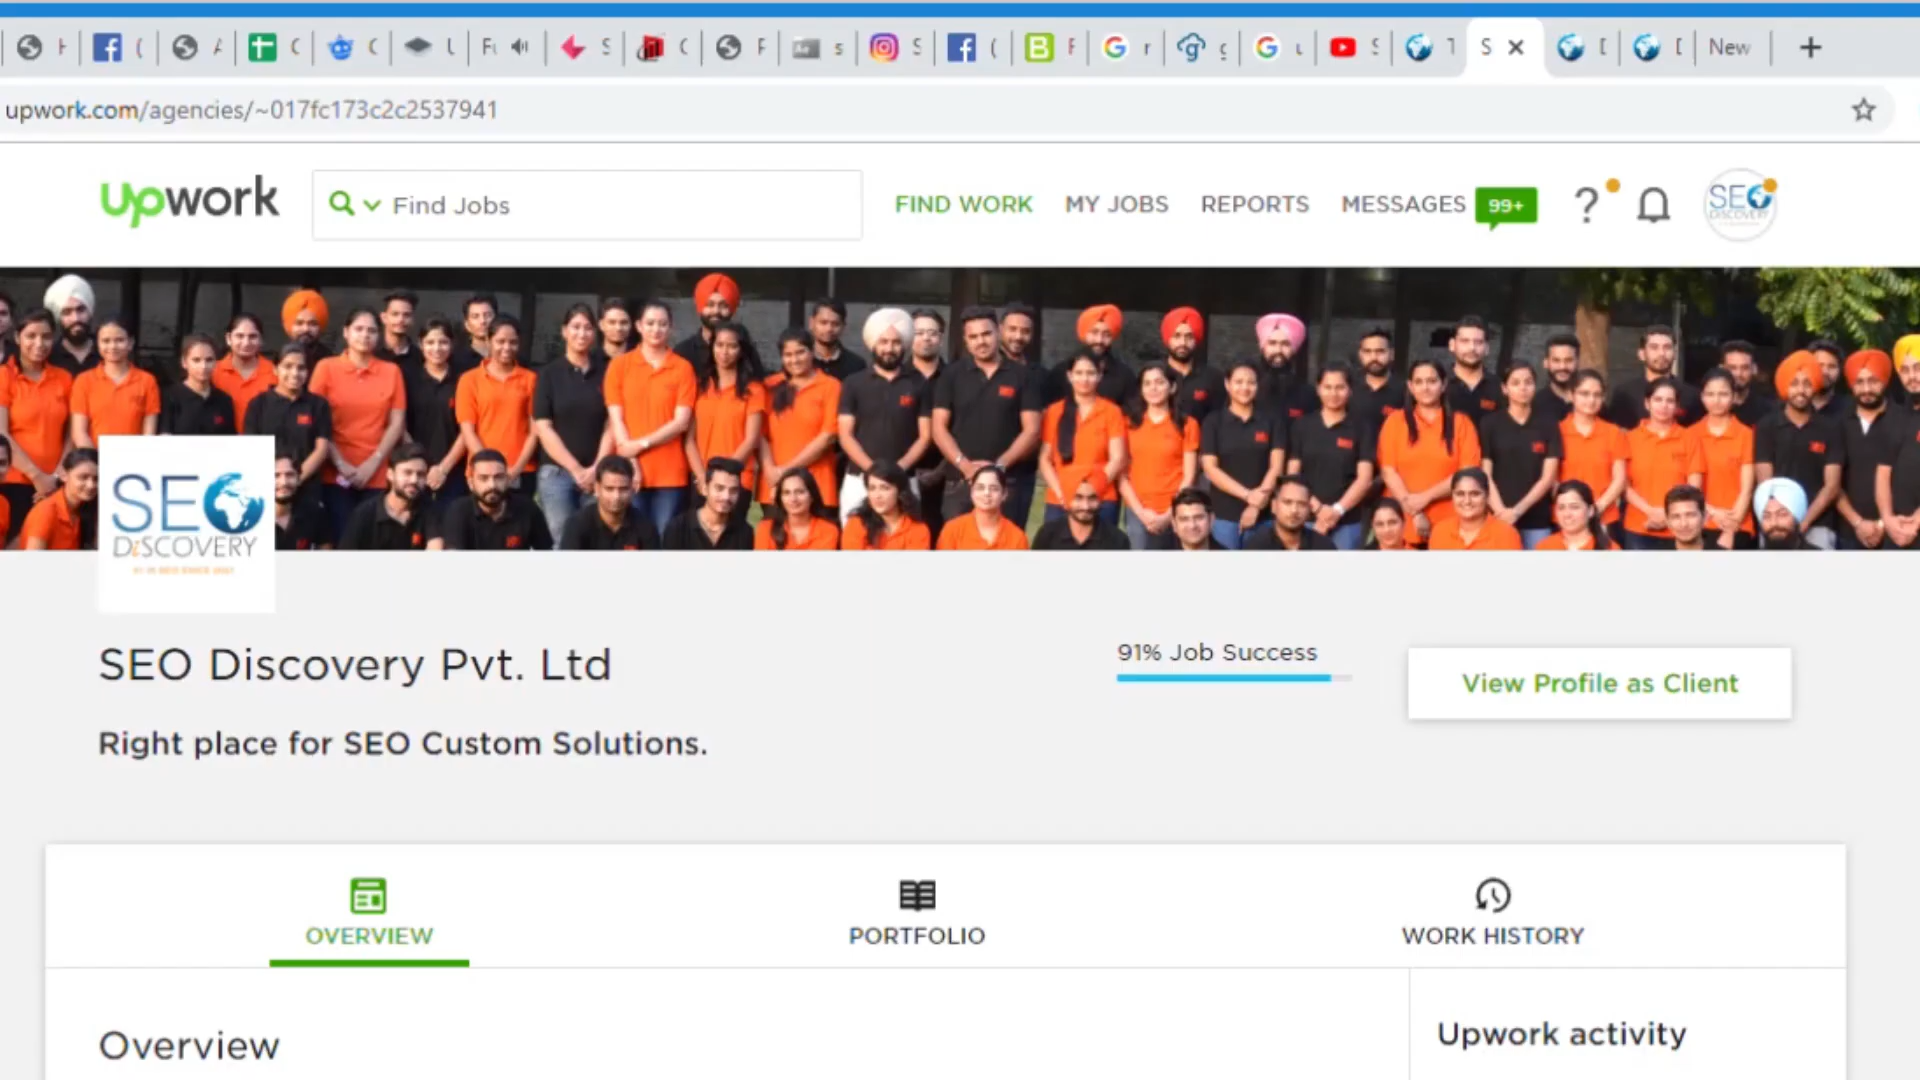 New
upwork.com/agencies/~017fc173c2c2537941
upwork
Find Jobs
FIND WORK
MY JOBS
REPORTS
MESSAGES
99+
?
SEO
DiSCOVERY
SEO
DiSCOVERY
SEO Discovery Pvt. Ltd
91% Job Success
View Profile as Client
Right place for SEO Custom Solutions.
OVERVIEW
PORTFOLIO
WORK HISTORY
Overview
Upwork activity